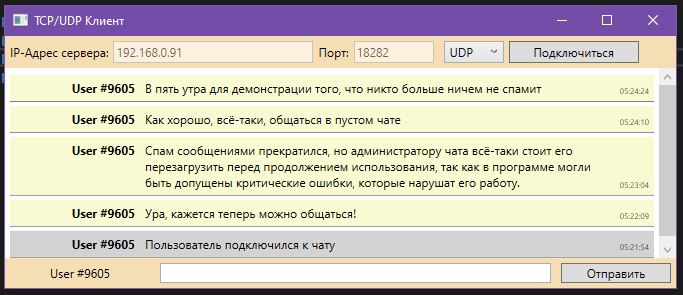 TCP/UDP Клиент
IP-Адрес сервера: 192.168.0.91 Порт: 18282 UDP Подключиться
User #9605 В пять утра для демонстрации того, что никто больше ничем не спамит 05:24:24
User #9605 Как хорошо, всё-таки, общаться в пустом чате 05:24:10
User #9605 Спам сообщениями прекратился, но администратору чата всё-таки стоит его
перезагрузить перед продолжением использования, так как в программе могли
быть допущены критические ошибки, которые нарушат его работу. 05:23:04
User #9605 Ура, кажется теперь можно общаться! 05:22:09
User #9605 Пользователь подключился к чату 05:21:54
User #9605 Отправить